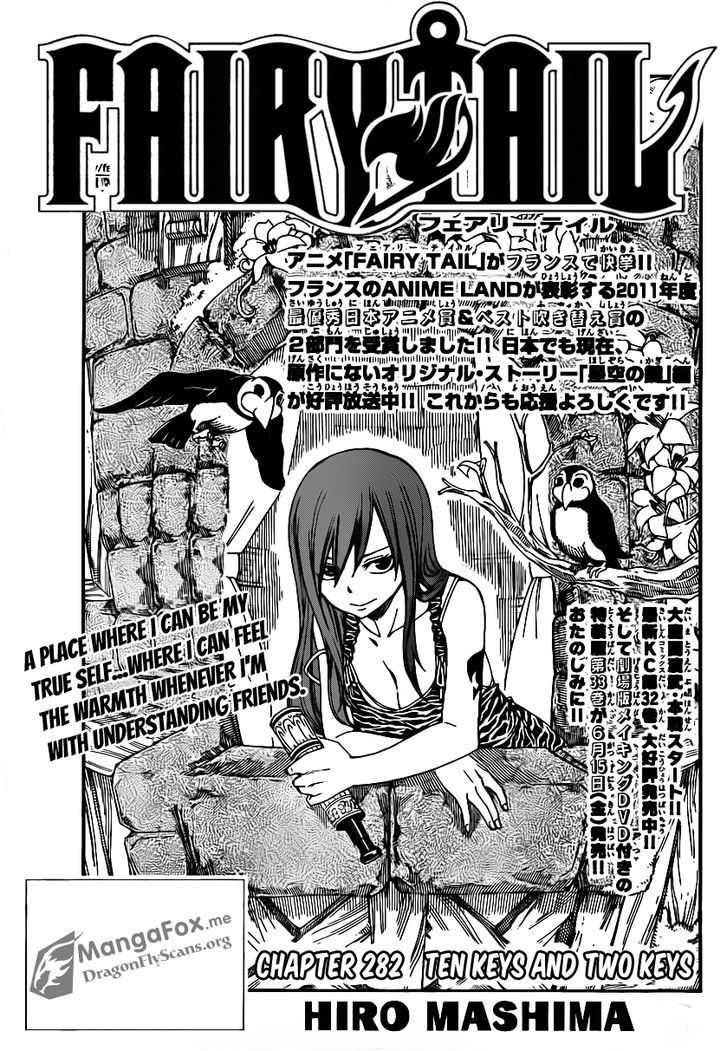 FAIRY TAIL
フェアリーテイル
アニメ「FAIRY TAIL」がフランスで快挙!!
フランスのANIME LANDが表彰する2011年度
最優秀日本アニメ賞&ベスト吹き替え賞の
2部門を受賞しました!! 日本でも現在、
原作にないオリジナル・ストーリー「星空の鍵」編
が好評放送中!! これからも応援よろしくです!!
大魔闘演武・本戦スタート!!
最新KC第32巻、大好評発売中!!
そして劇場版メイキングDVD付きの
特装版第33巻が6月15日(金)発売!!
おたのしみに!!
A PLACE WHERE I CAN BE MY
TRUE SELF...WHERE I CAN FEEL
THE WARMTH WHENEVER I'M
WITH UNDERSTANDING FRIENDS.
MangaFox.me
DragonFlyScans.org
CHAPTER 282 TEN KEYS AND TWO KEYS
HIRO MASHIMA